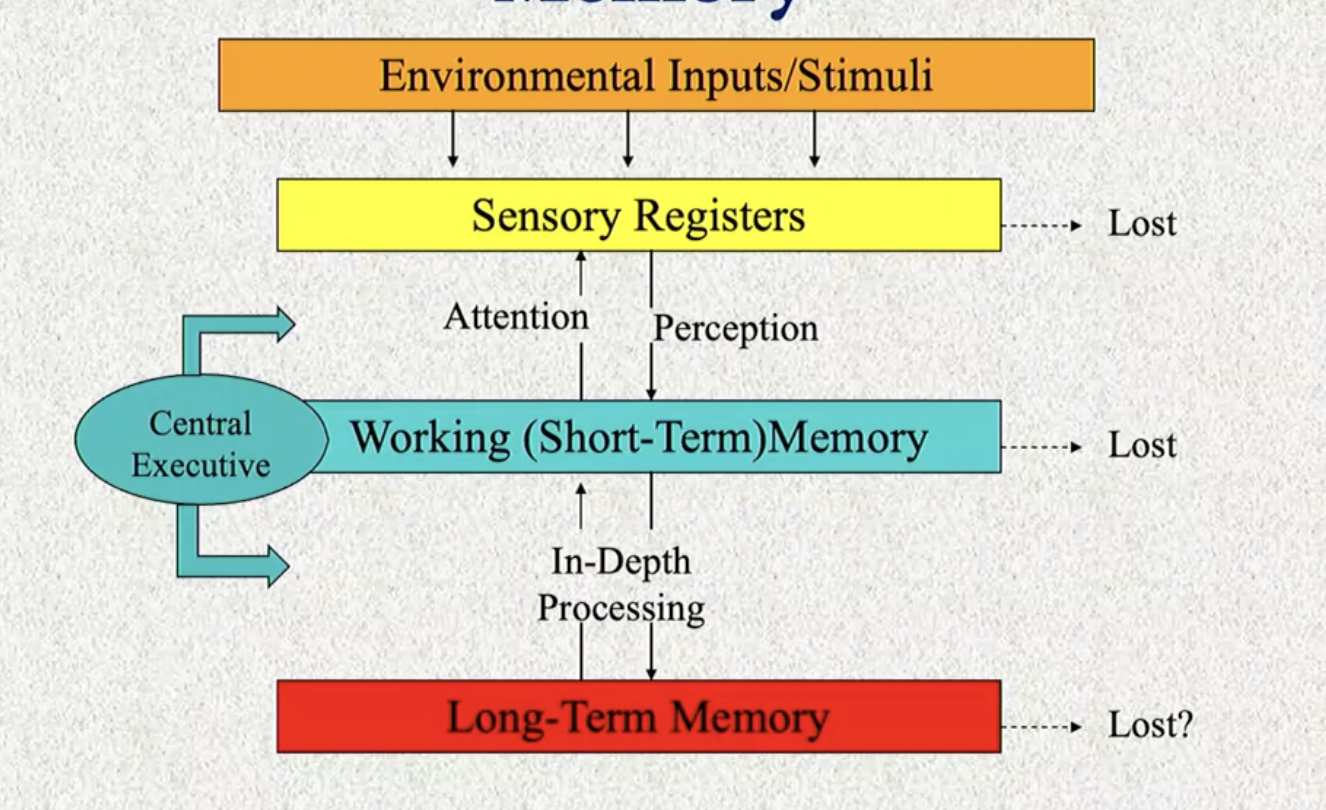 Memory
Environmental Inputs/Stimuli
Sensory Registers
Lost
Attention
Perception
Central
Executive
Working (Short-Term)Memory
Lost
In-Depth
Processing
Long-Term Memory
Lost?